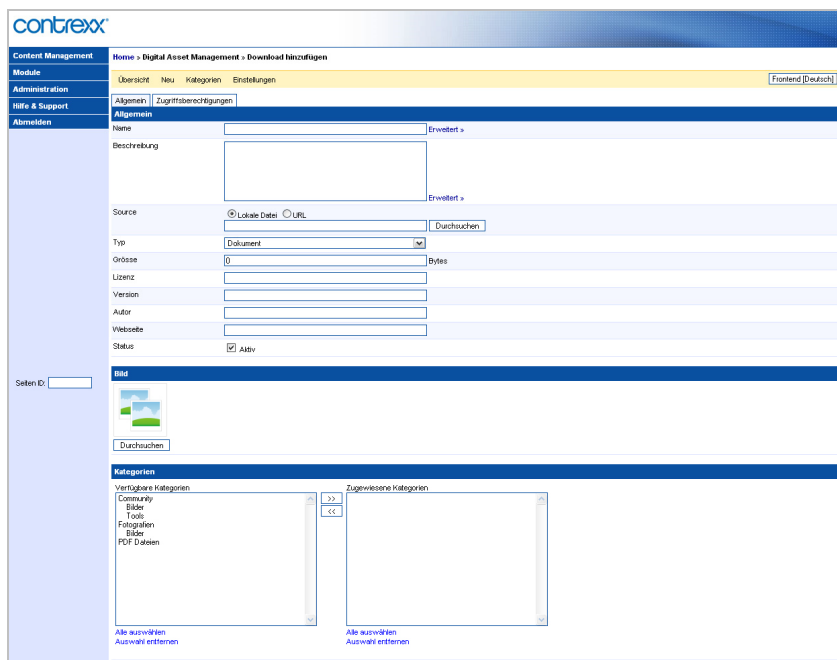 contrexx
Content Management
Module
Administration
Hilfe & Support
Abmelden
Seiten ID:
Home » Digital Asset Management » Download hinzufügen
Übersicht Neu Kategorien Einstellungen
Frontend [Deutsch]
Allgemein Zugriffsberechtigungen
Allgemein
Name Erweitert »
Beschreibung
Erweitert »
Source Lokale Datei URL
Durchsuchen
Typ Dokument
Grösse 0 Bytes
Lizenz
Version
Autor
Webseite
Status Aktiv
Bild
Durchsuchen
Kategorien
Verfügbare Kategorien Zugewiesene Kategorien
Community >>
Bilder <<
Tools
Fotografien
Bilder
PDF Dateien
Alle auswählen Alle auswählen
Auswahl entfernen Auswahl entfernen